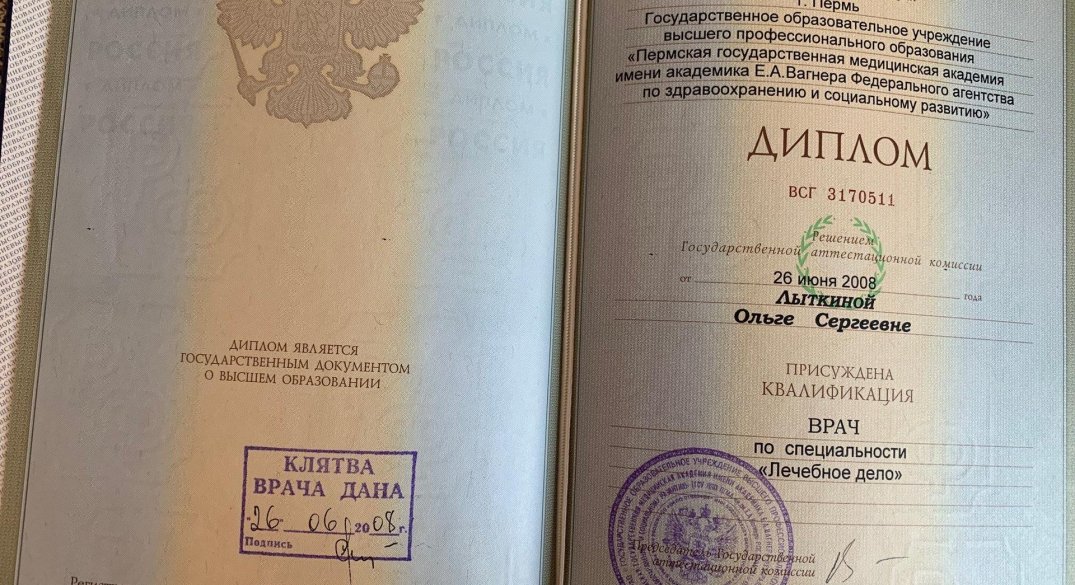 ДИПЛОМ ЯВЛЯЕТСЯ
ГОСУДАРСТВЕННЫМ ДОКУМЕНТОМ
О ВЫСШЕМ ОБРАЗОВАНИИ
КЛЯТВА
ВРАЧА ДАНА
"26" 06 2008 г.
Подпись
г. Пермь
Государственное образовательное учреждение
высшего профессионального образования
«Пермская государственная медицинская академия
имени академика Е.А.Вагнера Федерального агентства
по здравоохранению и социальному развитию»
ДИПЛОМ
ВСГ 3170511
Решением
Государственной аттестационной комиссии
от 26 июня 2008 года
Лыткиной
Ольге Сергеевне
ПРИСУЖДЕНА
КВАЛИФИКАЦИЯ
ВРАЧ
по специальности
«Лечебное дело»
Председатель Государственной
аттестационной комиссии